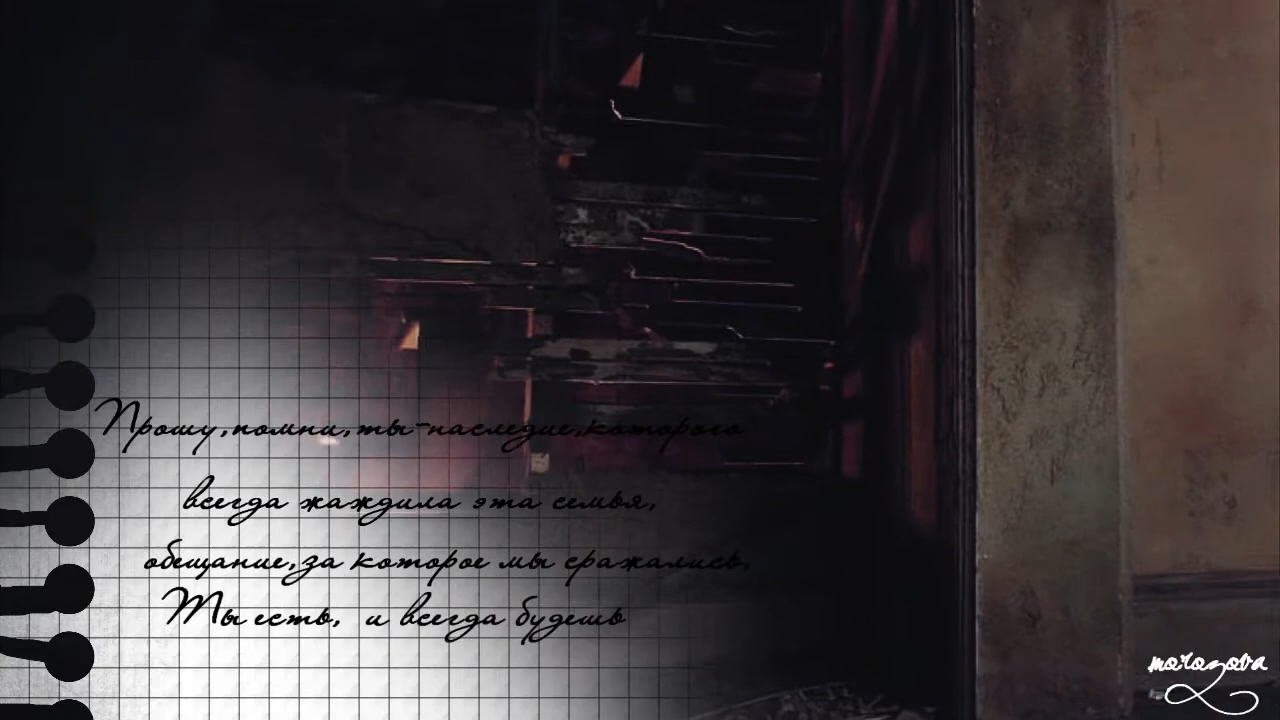 Прошу,помни,ты-наследие,которого
всегда жаждила эта семья,
обещание,за которое мы сражались,
Ты есть, и всегда будешь
morozova